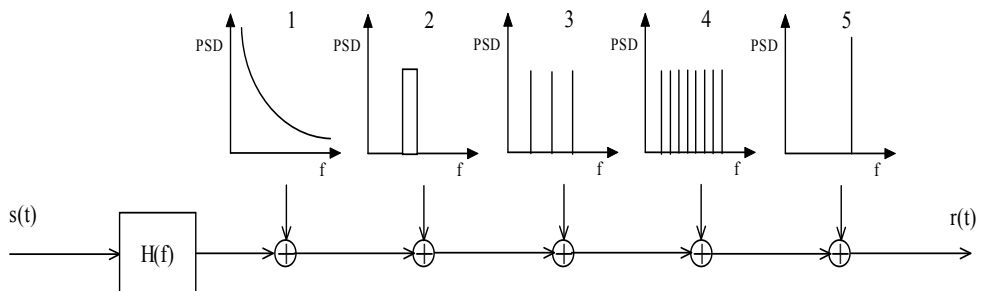 1 2 3 4 5
PSD PSD PSD PSD PSD
f f f f f
s(t) r(t)
H(f)